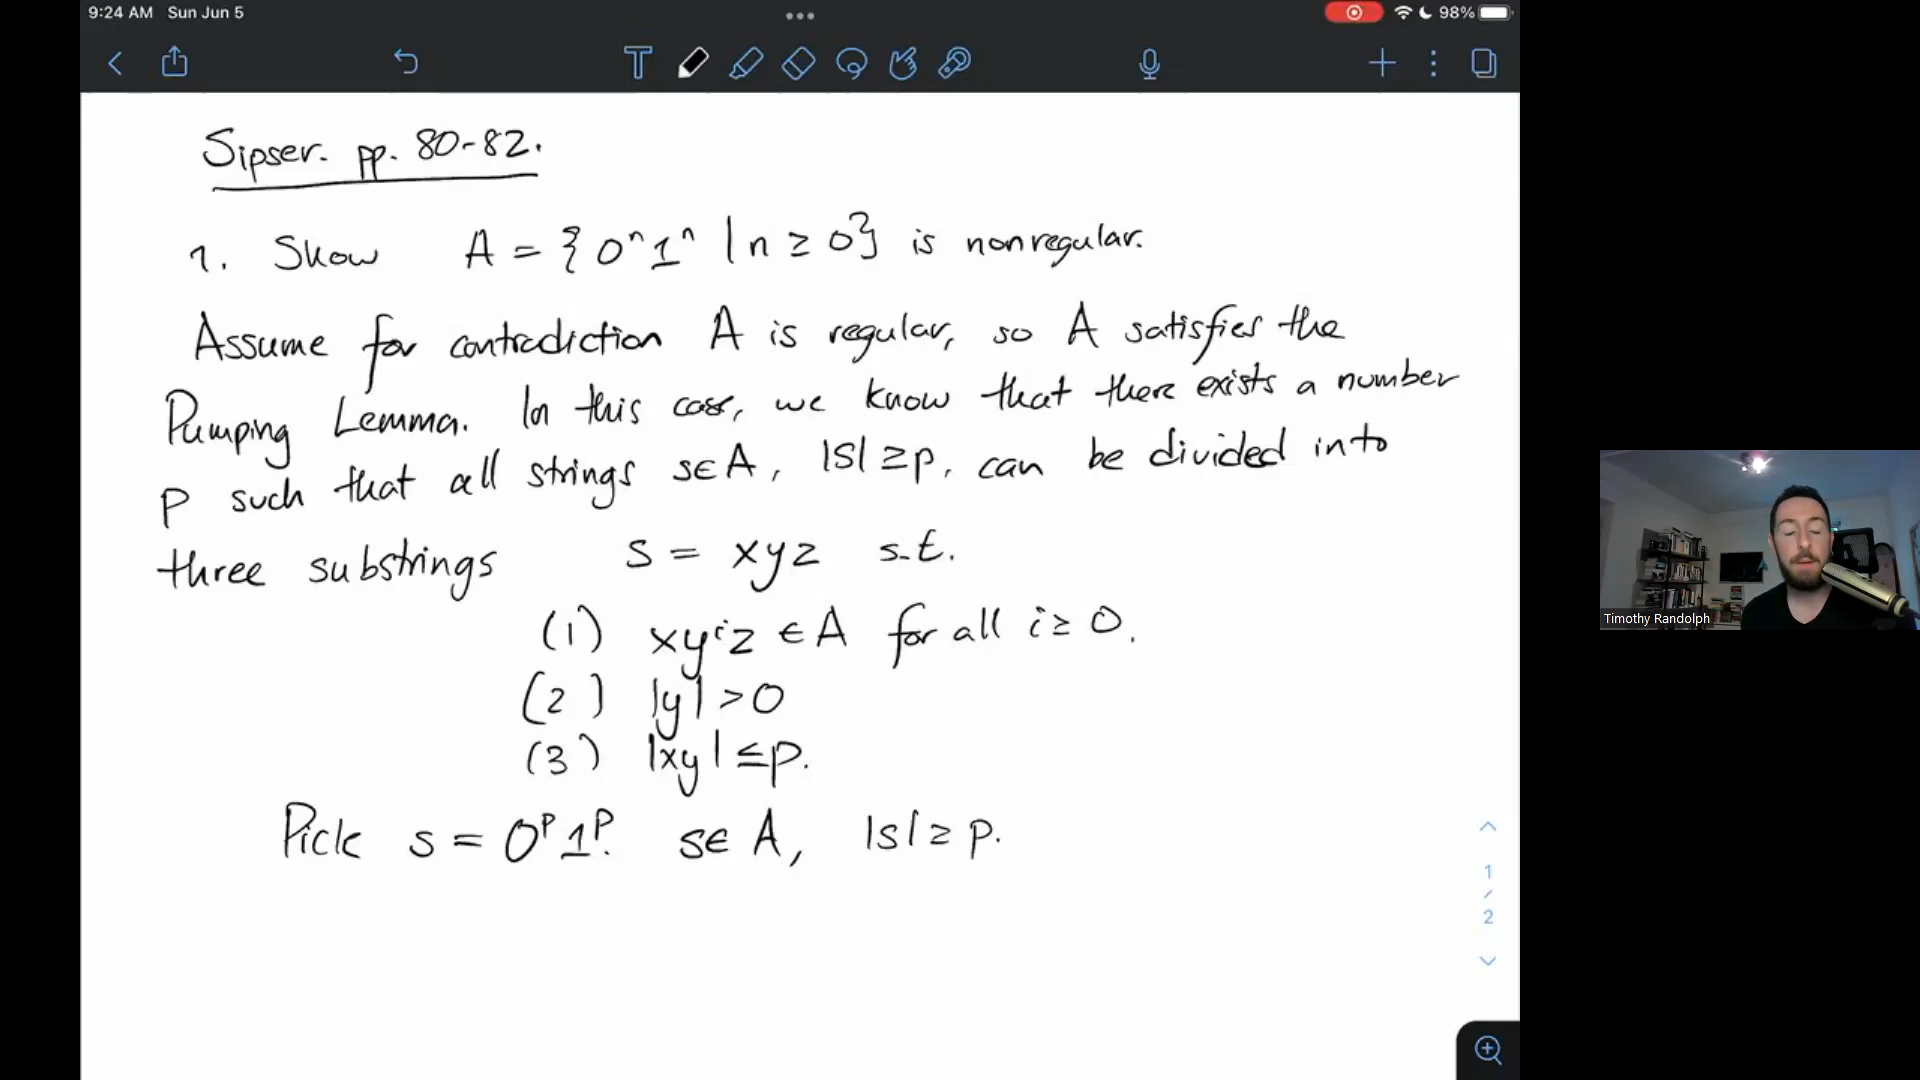 9:24 AM Sun Jun 5
98%
Sipser. pp. 80-82.
1. Show A = { 0ⁿ1ⁿ | n ≥ 0} is nonregular.
Assume for contradiction A is regular, so A satisfies the
Pumping Lemma. In this case, we know that there exists a number
P such that all strings s∈A, |S| ≥p, can be divided into
three substrings s = xyz s.t.
(1) xyⁱz ∈ A for all i ≥ 0.
(2) |y| > 0
(3) |xy| ≤ p.
Pick s = 0ᵖ1ᵖ. s∈ A, |s| ≥ p.
1
/
2
Timothy Randolph